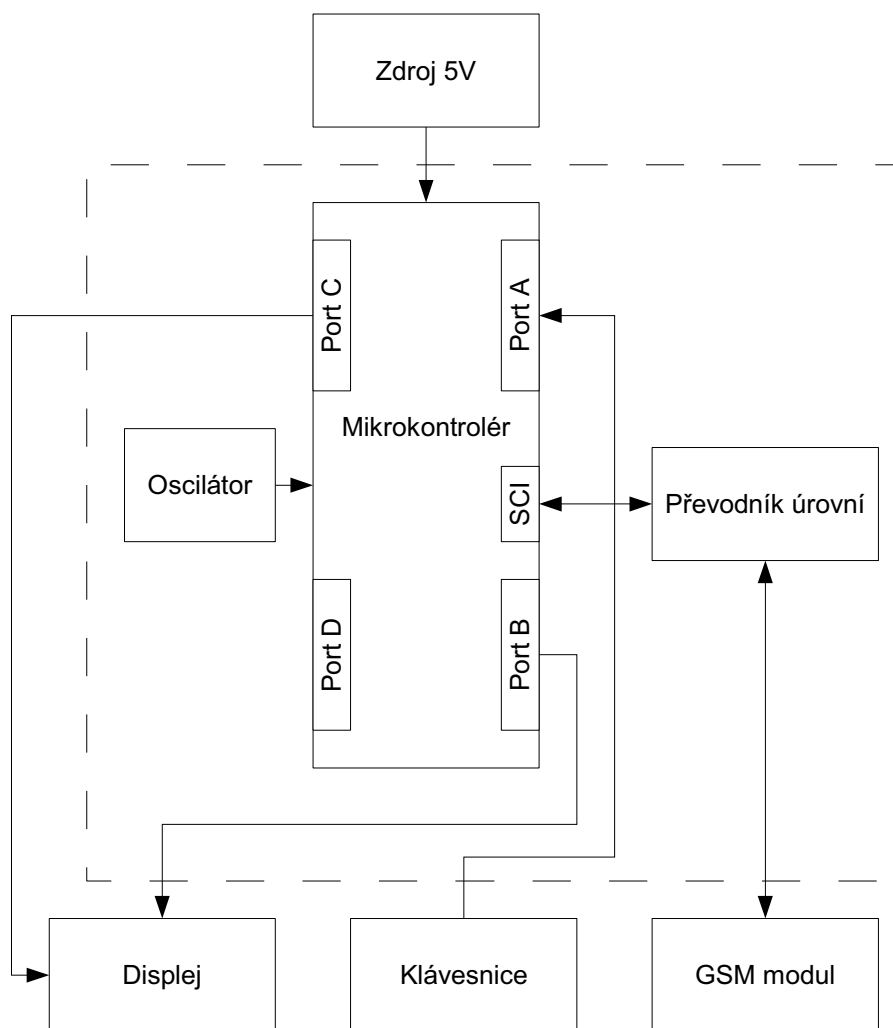 Zdroj 5V
Port C
Port A
Mikrokontrolér
Oscilátor
SCI
Převodník úrovní
Port D
Port B
Displej
Klávesnice
GSM modul